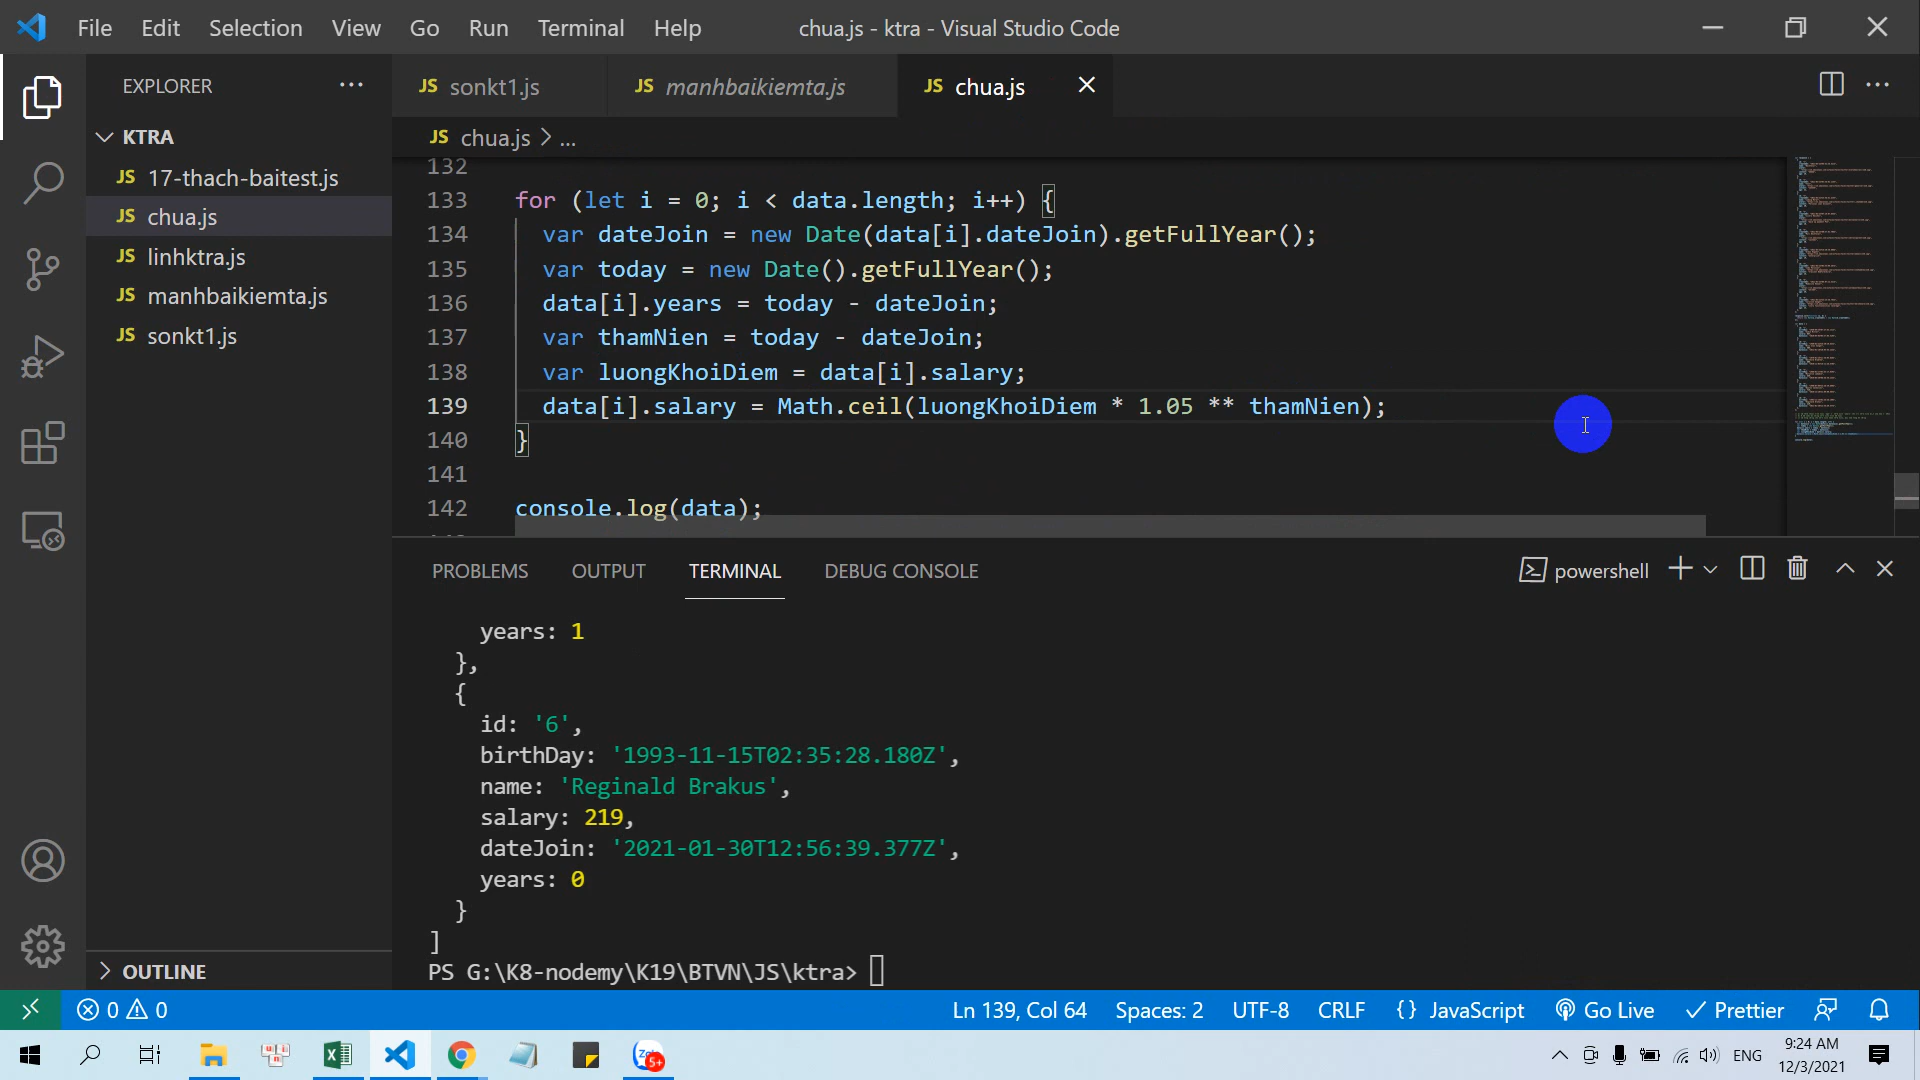 File Edit Selection View Go Run Terminal Help chua.js - ktra - Visual Studio Code
EXPLORER ...
JS sonkt1.js JS manhbaikiemta.js JS chua.js
KTRA
JS 17-thach-baitest.js
JS chua.js
JS linhktra.js
JS manhbaikiemta.js
JS sonkt1.js
OUTLINE
JS chua.js > ...
132
133 for (let i = 0; i < data.length; i++) {
134 var dateJoin = new Date(data[i].dateJoin).getFullYear();
135 var today = new Date().getFullYear();
136 data[i].years = today - dateJoin;
137 var thamNien = today - dateJoin;
138 var luongKhoiDiem = data[i].salary;
139 data[i].salary = Math.ceil(luongKhoiDiem * 1.05 ** thamNien);
140 }
141
142 console.log(data);
PROBLEMS OUTPUT TERMINAL DEBUG CONSOLE powershell
years: 1
},
{
id: '6',
birthDay: '1993-11-15T02:35:28.180Z',
name: 'Reginald Brakus',
salary: 219,
dateJoin: '2021-01-30T12:56:39.377Z',
years: 0
}
]
PS G:\K8-nodemy\K19\BTVN\JS\ktra>
0 0 Ln 139, Col 64 Spaces: 2 UTF-8 CRLF {} JavaScript Go Live Prettier
5+ ENG 9:24 AM
12/3/2021